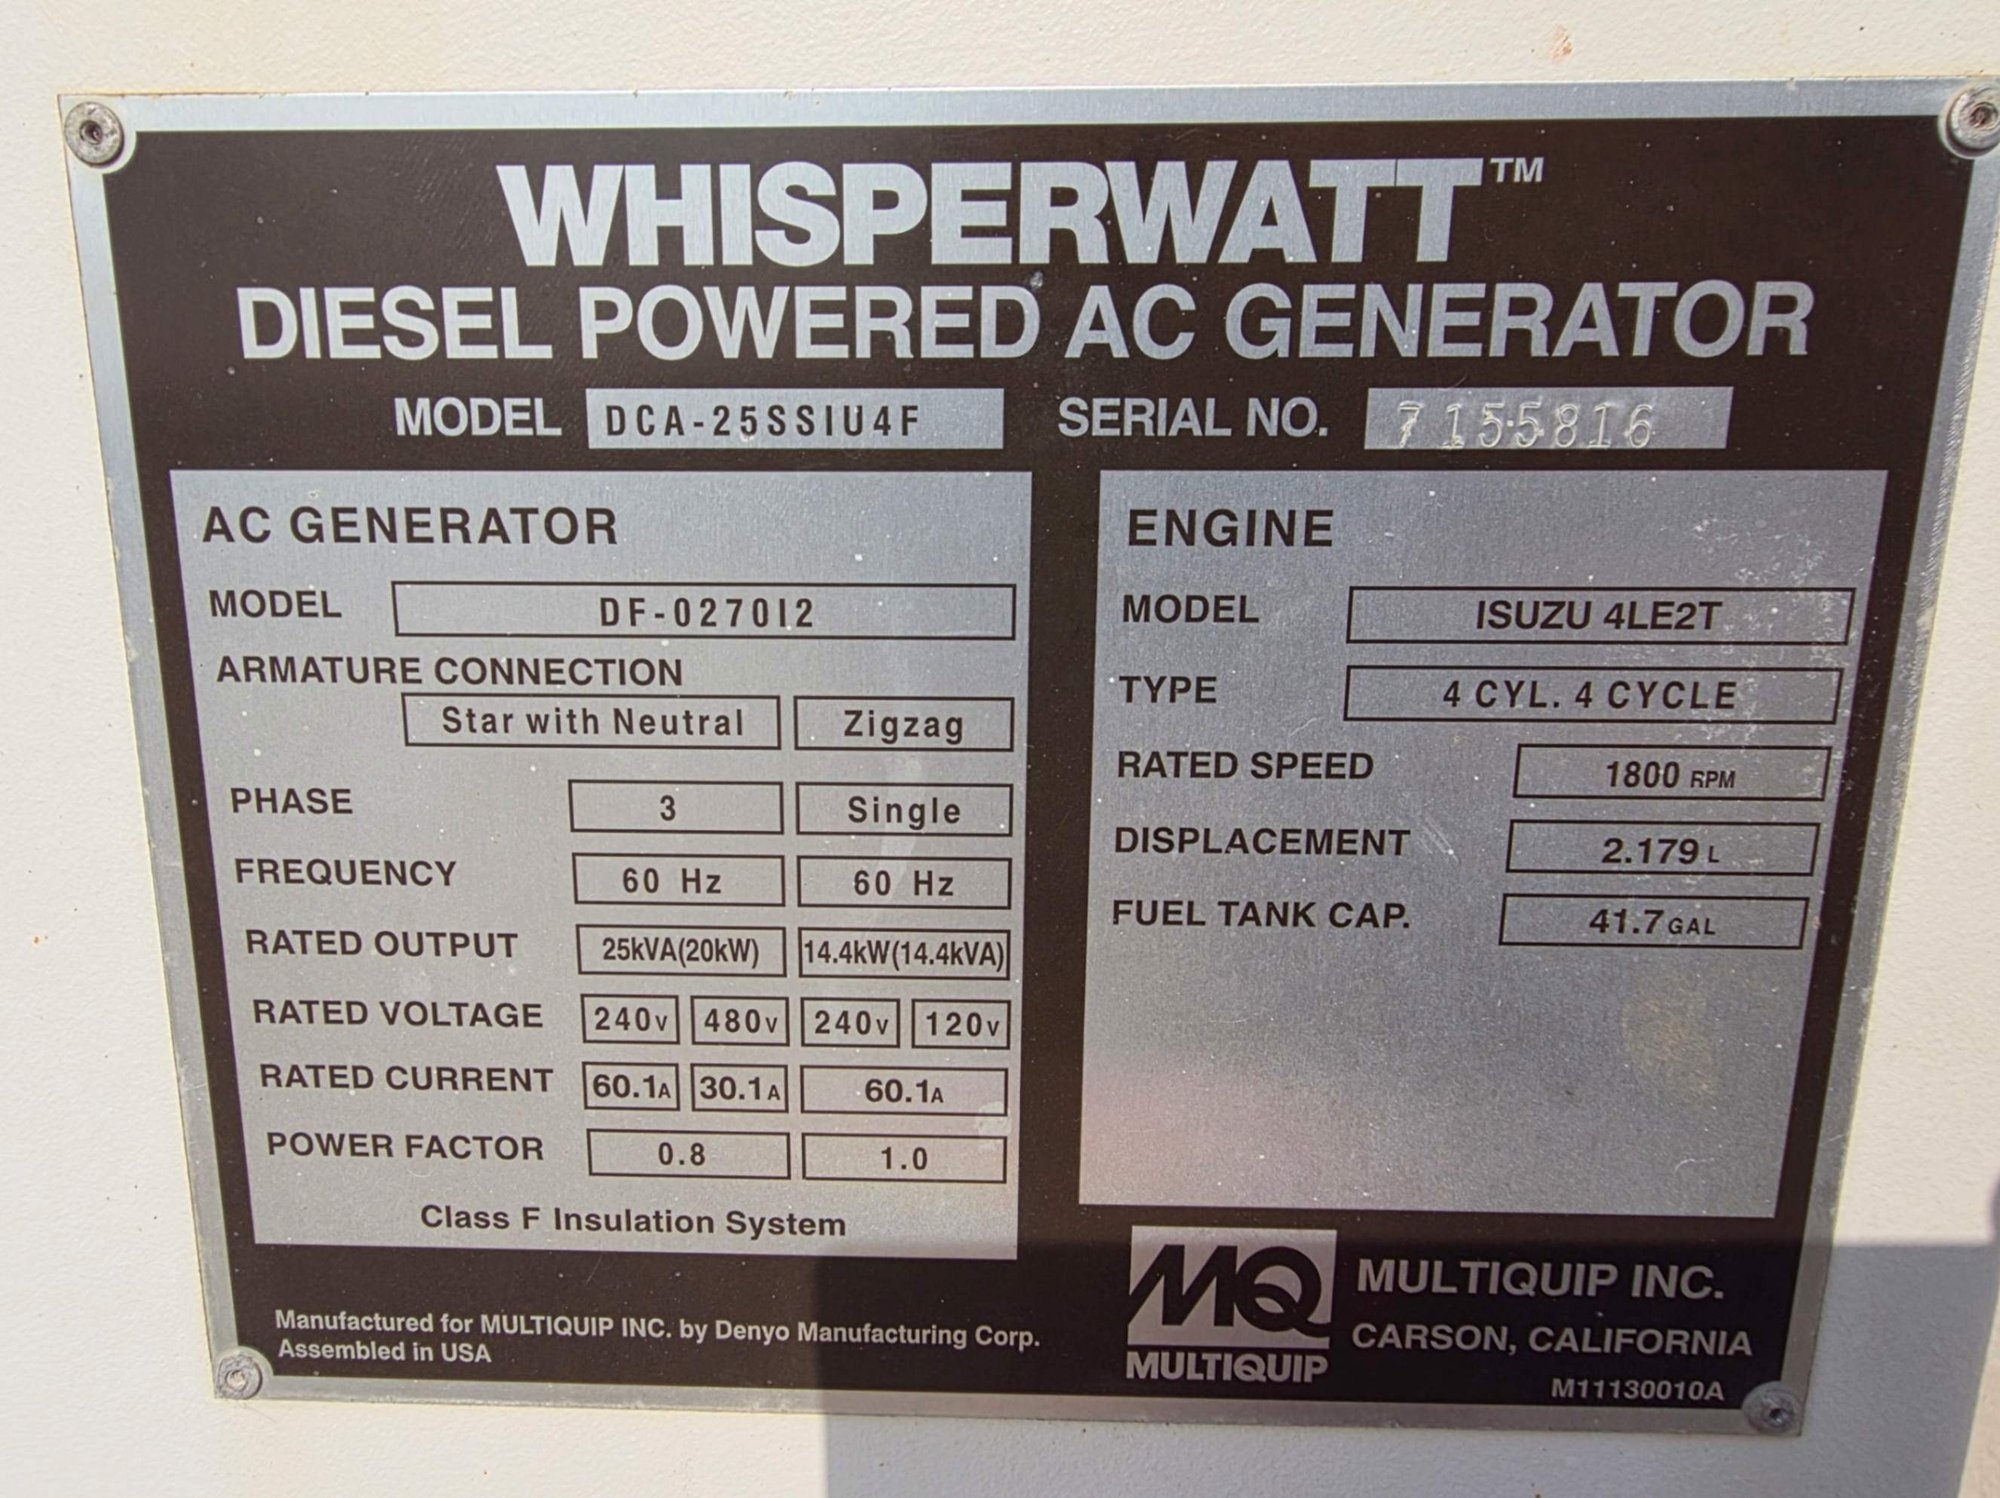 WHISPERWATT™
DIESEL POWERED AC GENERATOR
MODEL DCA-25SSIU4F SERIAL NO. 7155816
AC GENERATOR
MODEL DF-0270I2
ARMATURE CONNECTION
Star with Neutral Zigzag
PHASE 3 Single
FREQUENCY 60 Hz 60 Hz
RATED OUTPUT 25kVA(20kW) 14.4kW(14.4kVA)
RATED VOLTAGE 240V 480V 240V 120V
RATED CURRENT 60.1A 30.1A 60.1A
POWER FACTOR 0.8 1.0
Class F Insulation System
ENGINE
MODEL ISUZU 4LE2T
TYPE 4 CYL. 4 CYCLE
RATED SPEED 1800 RPM
DISPLACEMENT 2.179 L
FUEL TANK CAP. 41.7 GAL
Manufactured for MULTIQUIP INC. by Denyo Manufacturing Corp.
Assembled in USA
MQ
MULTIQUIP
MULTIQUIP INC.
CARSON, CALIFORNIA
M11130010A